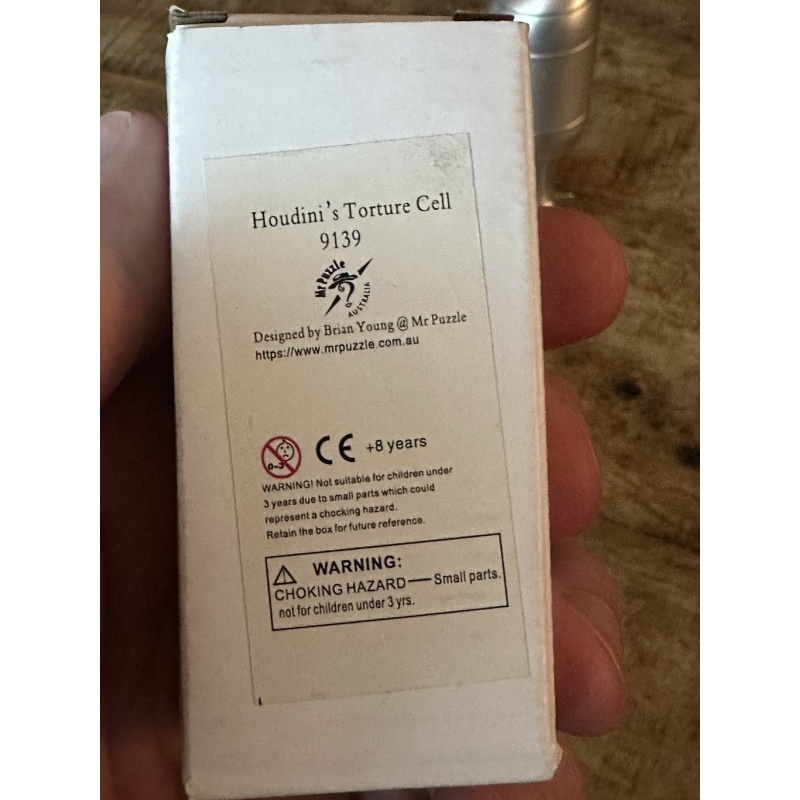 Houdini's Torture Cell
9139
Mr Puzzle
AUSTRALIA
Designed by Brian Young @ Mr Puzzle
https://www.mrpuzzle.com.au
0-3
CE +8 years
WARNING! Not suitable for children under
3 years due to small parts which could
represent a chocking hazard.
Retain the box for future reference.
WARNING:
CHOKING HAZARD — Small parts.
not for children under 3 yrs.